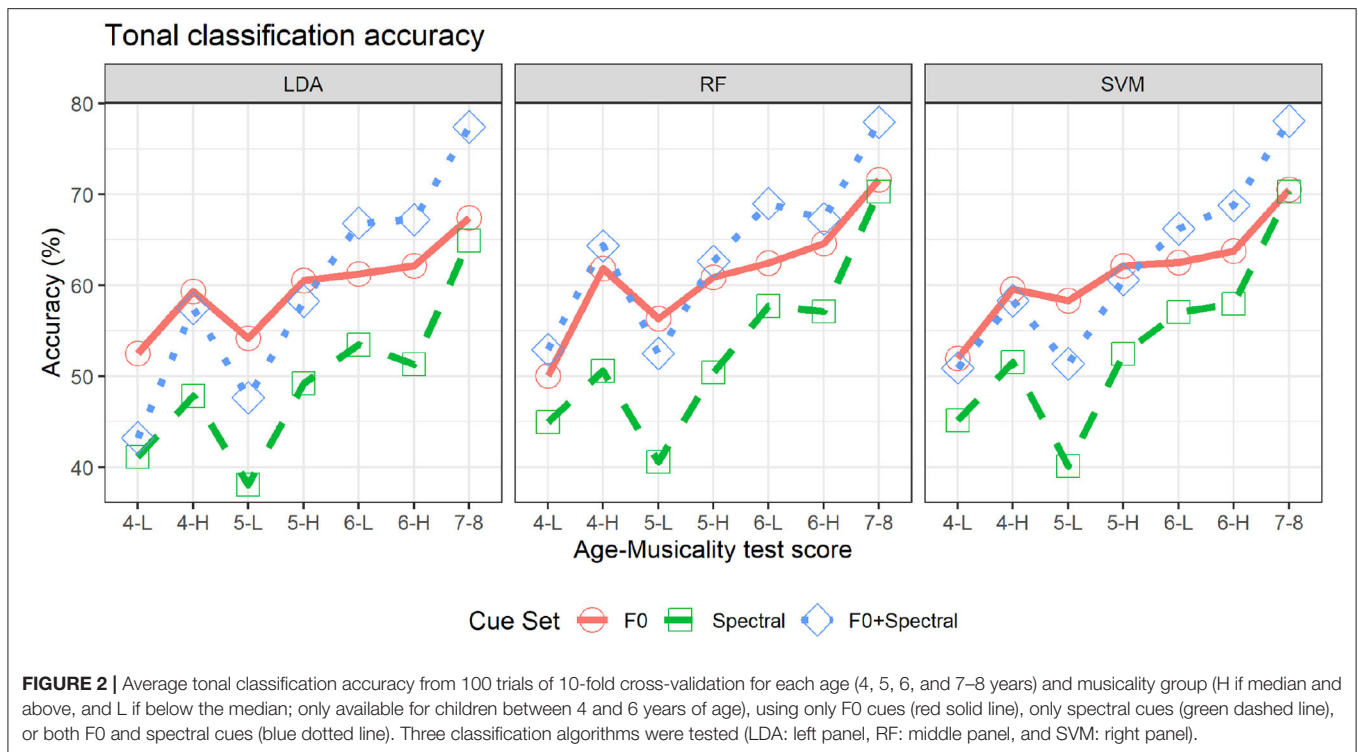 Tonal classification accuracy
LDA RF SVM
Accuracy (%)
80
70
60
50
40
4-L 4-H 5-L 5-H 6-L 6-H 7-8 4-L 4-H 5-L 5-H 6-L 6-H 7-8 4-L 4-H 5-L 5-H 6-L 6-H 7-8
Age-Musicality test score
Cue Set F0 Spectral F0+Spectral
FIGURE 2 | Average tonal classification accuracy from 100 trials of 10-fold cross-validation for each age (4, 5, 6, and 7–8 years) and musicality group (H if median and
above, and L if below the median; only available for children between 4 and 6 years of age), using only F0 cues (red solid line), only spectral cues (green dashed line),
or both F0 and spectral cues (blue dotted line). Three classification algorithms were tested (LDA: left panel, RF: middle panel, and SVM: right panel).